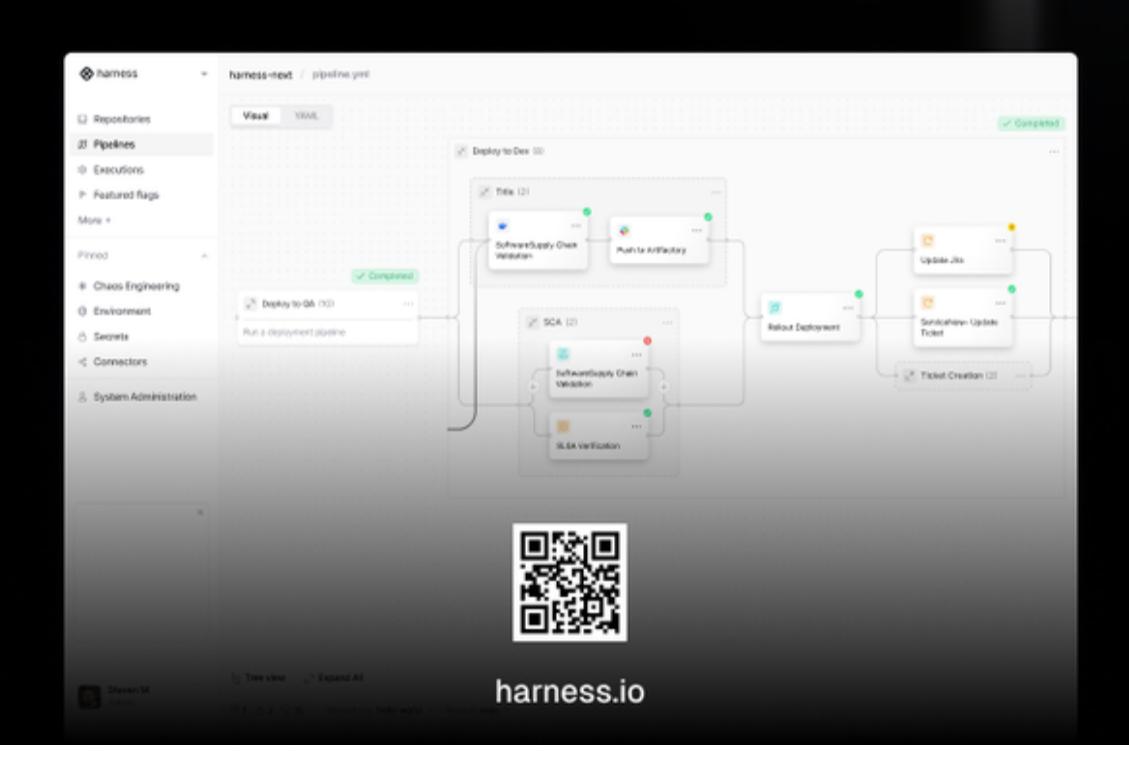 harness
harness-next / pipeline.yml
Visual
YAML
Repositories
Pipelines
Executions
Featured flags
More +
Pinned
Chaos Engineering
Environment
Secrets
Connectors
System Administration
Completed
Deploy to QA (10)
Run a deployment pipeline
Completed
Deploy to Dev
Title (2)
SoftwareSupply Chain
Validation
Push to Artifactory
SCA (2)
SoftwareSupply Chain
Validation
SLSA Verification
Rollout Deployment
Update Jira
ServiceNow Update
Ticket
Ticket Creation (2)
Tree view
Expand All
Steven M
harness.io